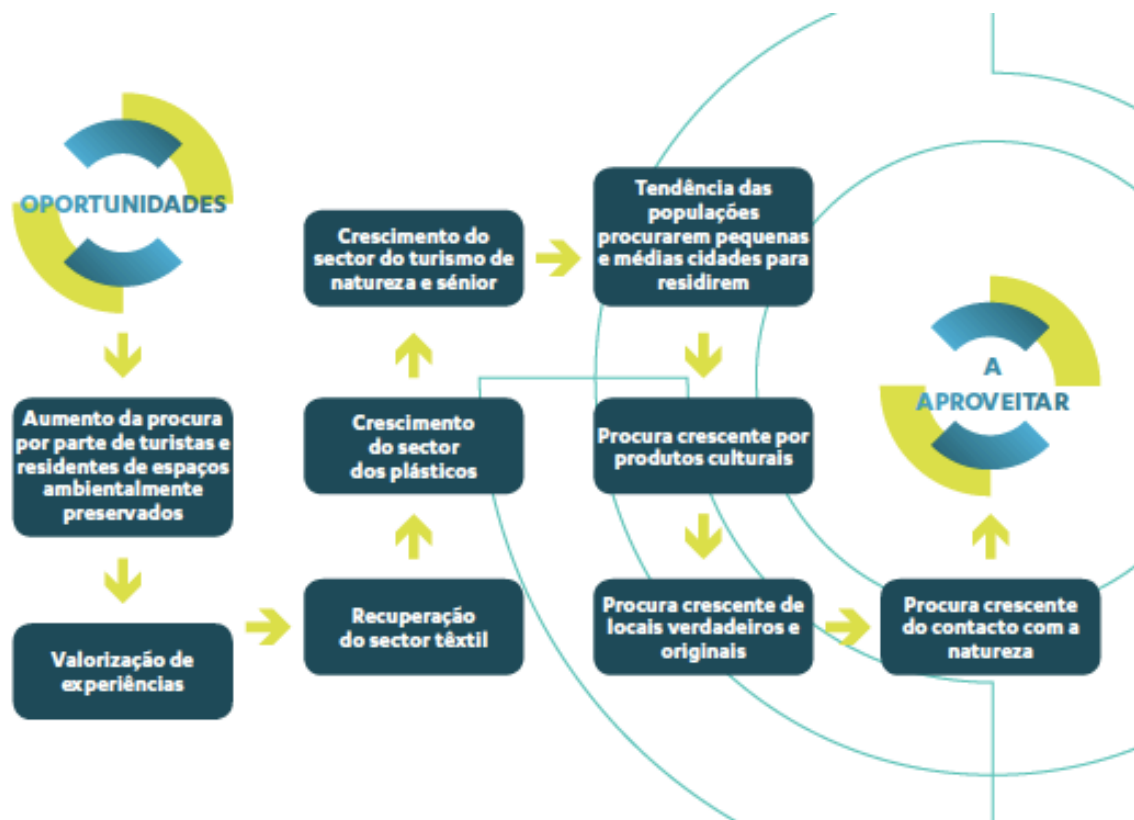 OPORTUNIDADES
Aumento da procura
por parte de turistas e
residentes de espaços
ambientalmente
preservados
Valorização de
experiências
Recuperação
do sector têxtil
Crescimento
do sector
dos plásticos
Crescimento do
sector do turismo de
natureza e sénior
Tendência das
populações
procurarem pequenas
e médias cidades para
residirem
Procura crescente por
produtos culturais
Procura crescente de
locais verdadeiros e
originais
Procura crescente
do contacto com a
natureza
A
APROVEITAR